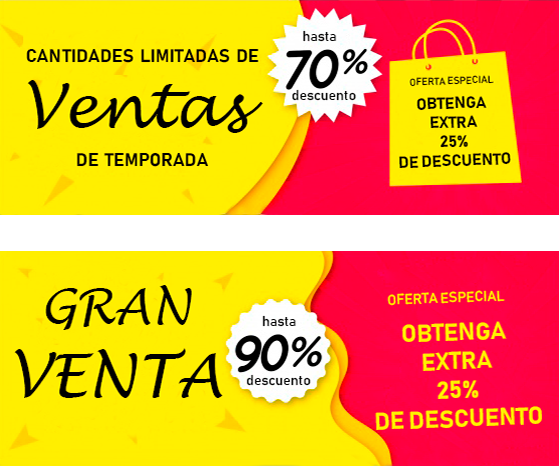 CANTIDADES LIMITADAS DE
Ventas
DE TEMPORADA
hasta
70%
descuento
OFERTA ESPECIAL
OBTENGA
EXTRA
25%
DE DESCUENTO
GRAN
VENTA
hasta
90%
descuento
OFERTA ESPECIAL
OBTENGA
EXTRA
25%
DE DESCUENTO